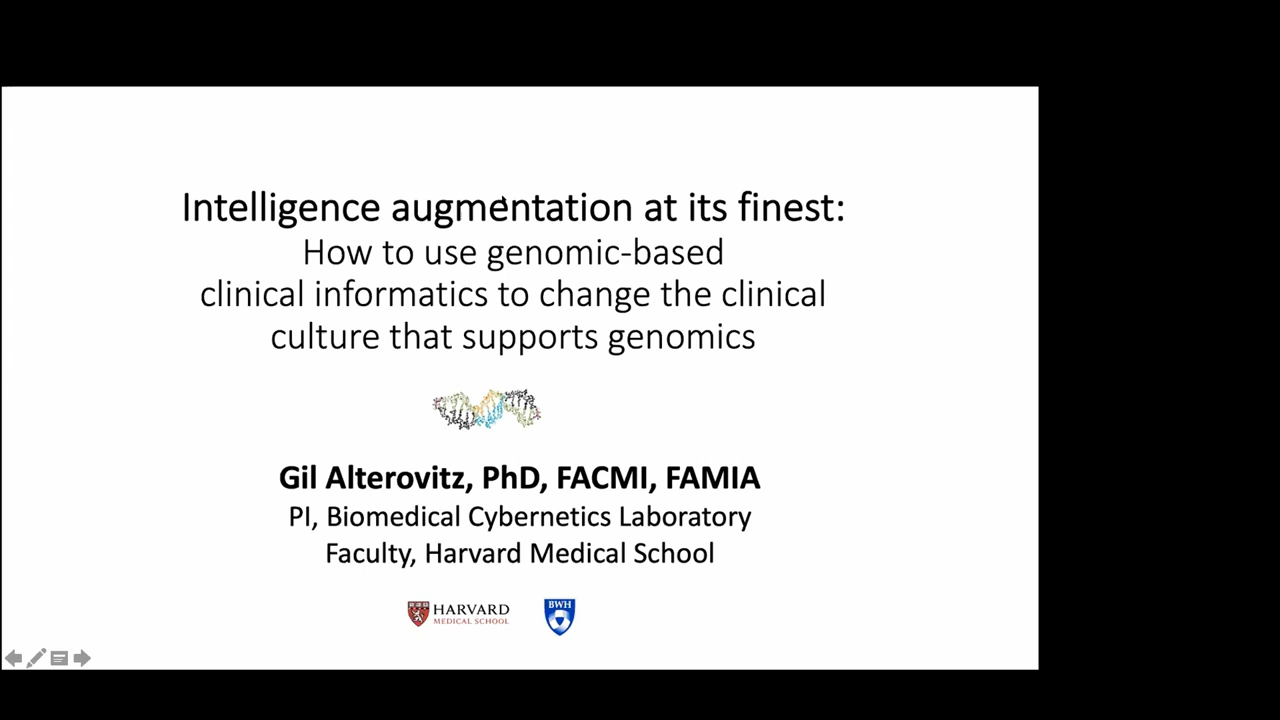 Intelligence augmentation at its finest:
How to use genomic-based
clinical informatics to change the clinical
culture that supports genomics
Gil Alterovitz, PhD, FACMI, FAMIA
PI, Biomedical Cybernetics Laboratory
Faculty, Harvard Medical School
HARVARD
MEDICAL SCHOOL
BWH